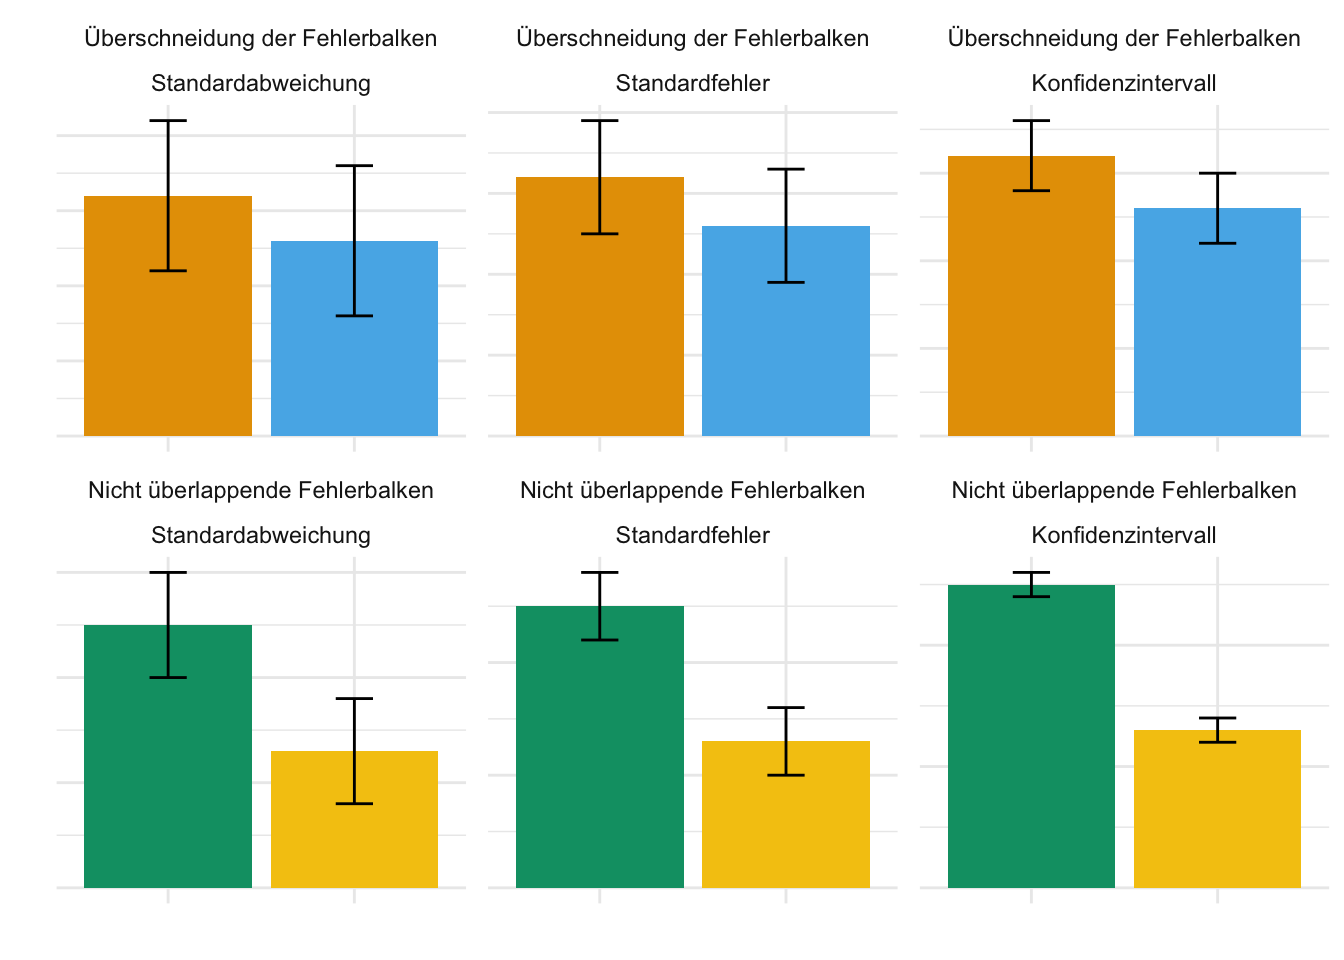 Überschneidung der Fehlerbalken
Standardabweichung
Überschneidung der Fehlerbalken
Standardfehler
Überschneidung der Fehlerbalken
Konfidenzintervall
Nicht überlappende Fehlerbalken
Standardabweichung
Nicht überlappende Fehlerbalken
Standardfehler
Nicht überlappende Fehlerbalken
Konfidenzintervall